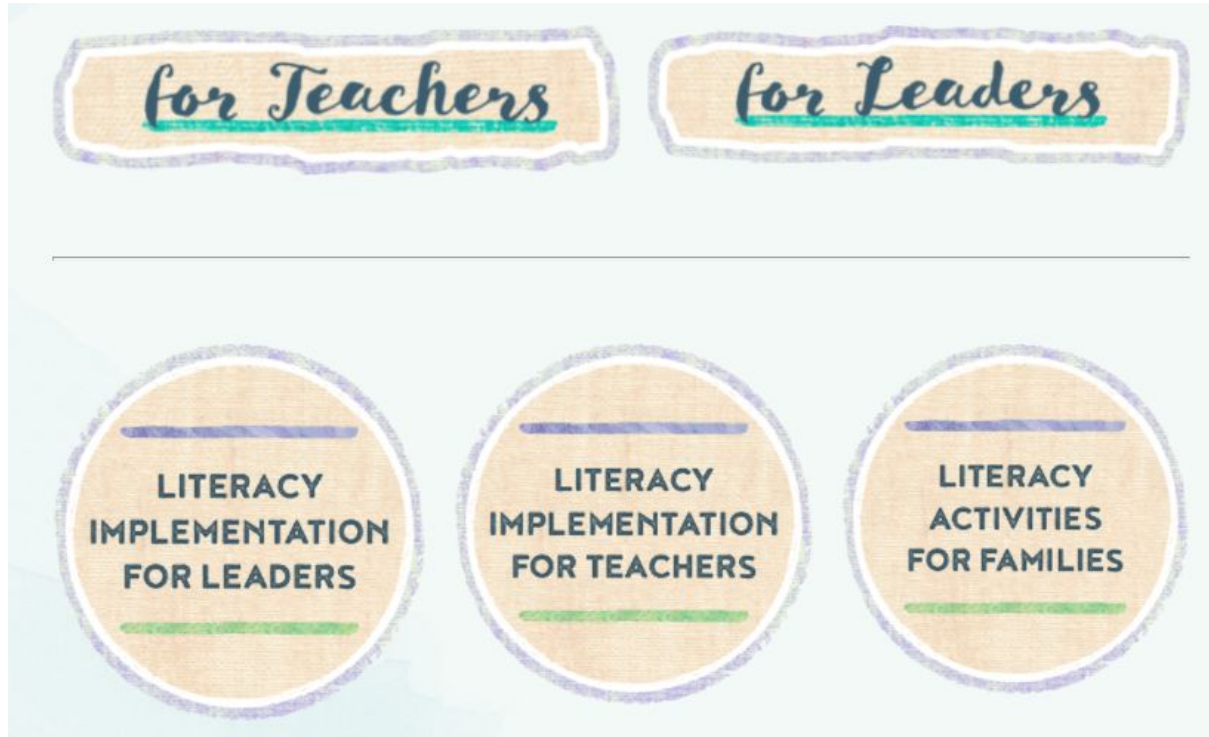 for Teachers
for Leaders
LITERACY
IMPLEMENTATION
FOR LEADERS
LITERACY
IMPLEMENTATION
FOR TEACHERS
LITERACY
ACTIVITIES
FOR FAMILIES